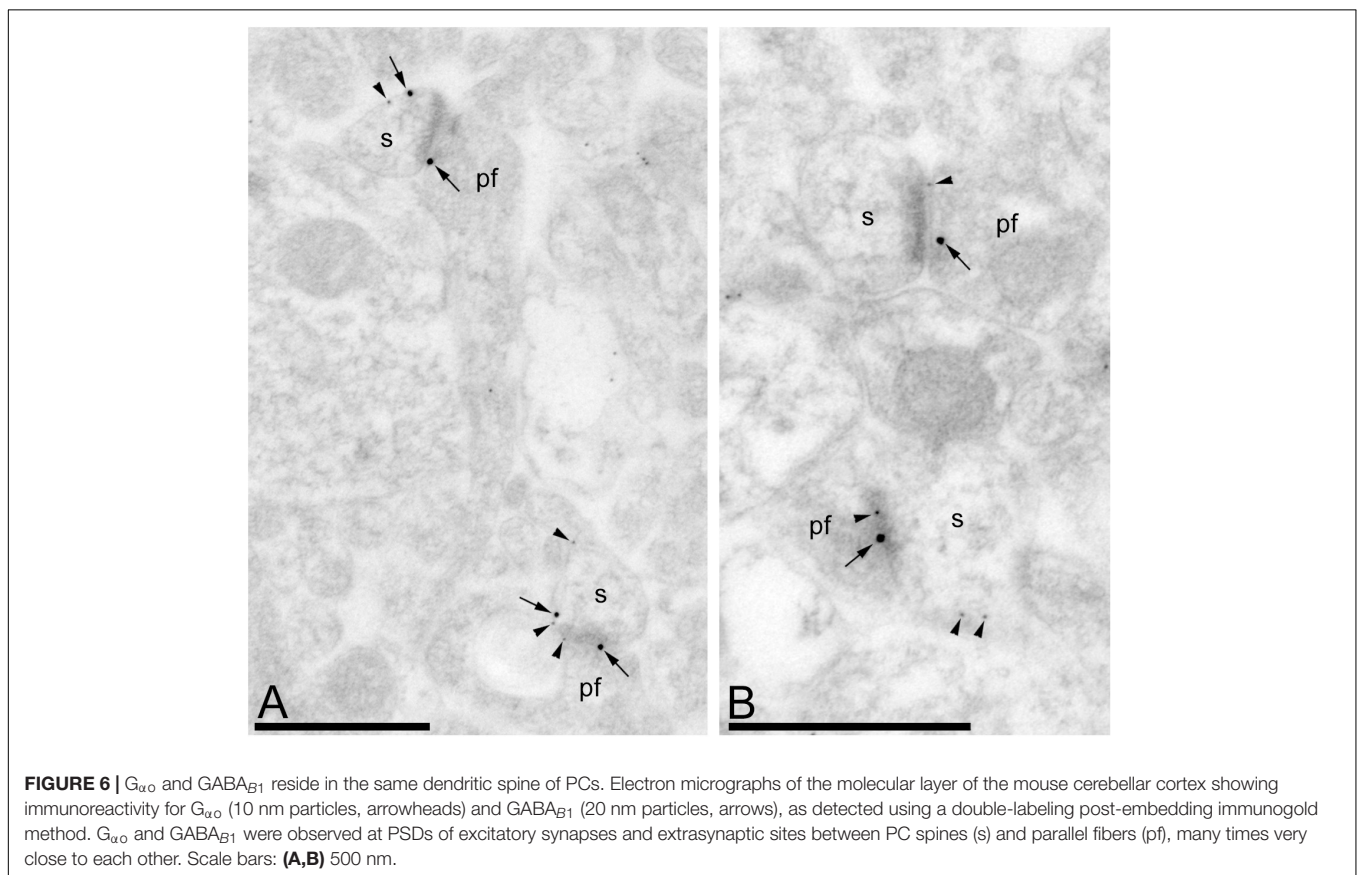 s
pf
s
pf
A
s
pf
pf
s
B
FIGURE 6 | Gαo and GABAB1 reside in the same dendritic spine of PCs. Electron micrographs of the molecular layer of the mouse cerebellar cortex showing
immunoreactivity for Gαo (10 nm particles, arrowheads) and GABAB1 (20 nm particles, arrows), as detected using a double-labeling post-embedding immunogold
method. Gαo and GABAB1 were observed at PSDs of excitatory synapses and extrasynaptic sites between PC spines (s) and parallel fibers (pf), many times very
close to each other. Scale bars: (A,B) 500 nm.